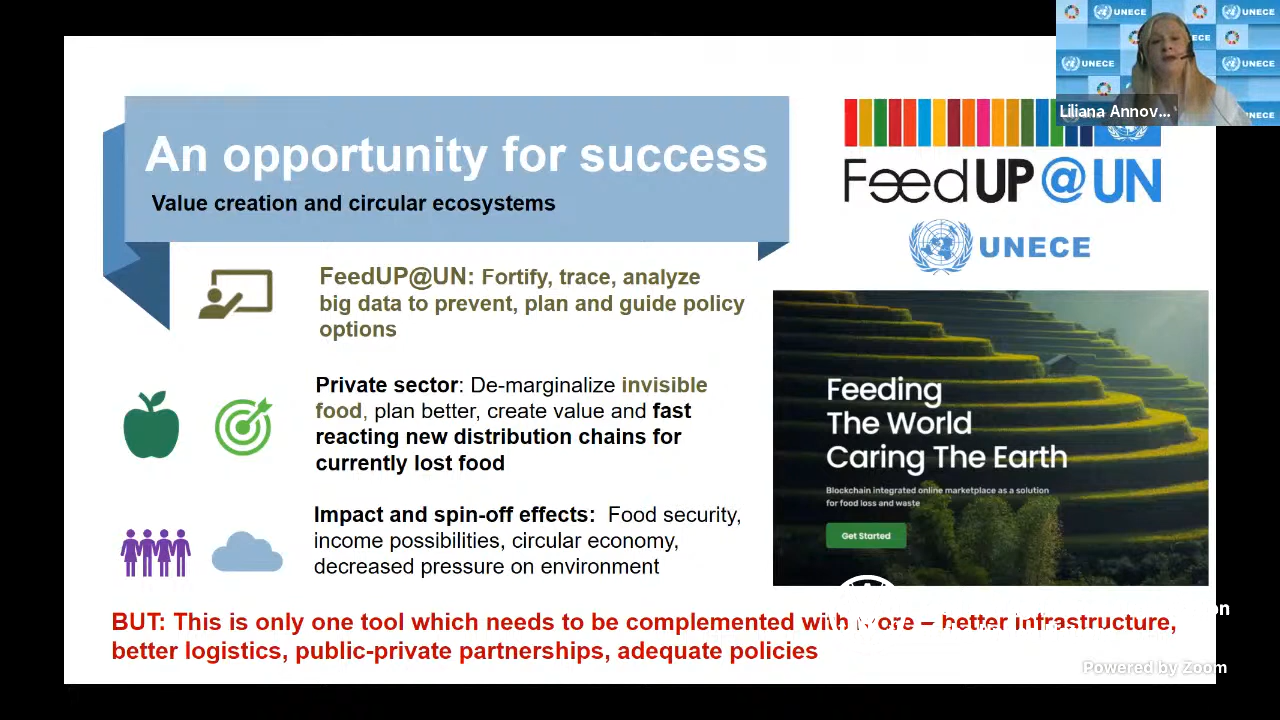 An opportunity for success
Value creation and circular ecosystems
FeedUP@UN: Fortify, trace, analyze
big data to prevent, plan and guide policy
options
Private sector: De-marginalize invisible
food, plan better, create value and fast
reacting new distribution chains for
currently lost food
Impact and spin-off effects: Food security,
income possibilities, circular economy,
decreased pressure on environment
BUT: This is only one tool which needs to be complemented with more – better infrastructure,
better logistics, public-private partnerships, adequate policies
FeedUP@UN
UNECE
Feeding
The World
Caring The Earth
Blockchain integrated online marketplace as a solution
for food loss and waste
Get Started
UNECE
UNECE
UNECE
UNECE
Liliana Annov...
Powered by Zoom